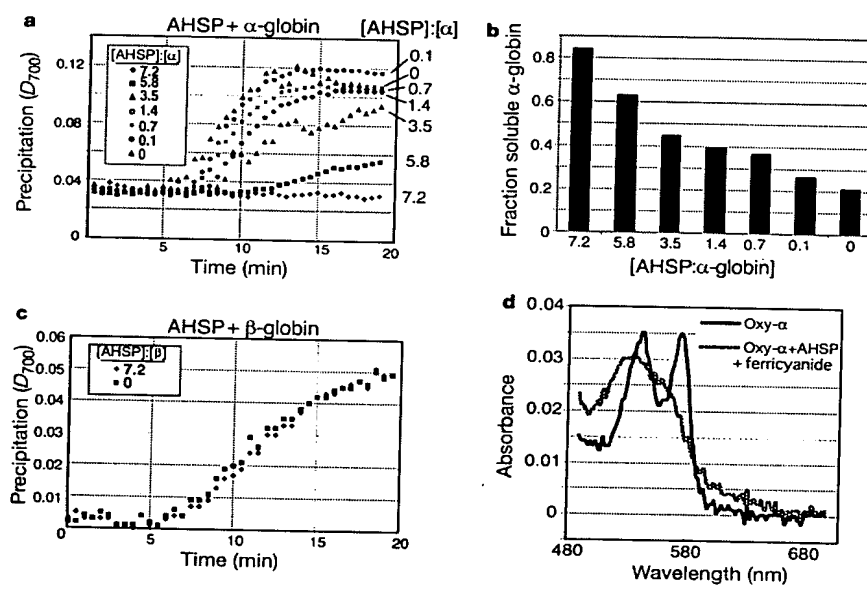 a
AHSP + α-globin
[AHSP]:[α]
Precipitation (D700)
0.12
0.08
0.04
0
[AHSP]:[α]
7.2
5.8
3.5
1.4
0.7
0.1
0
0.1
0
0.7
1.4
3.5
5.8
7.2
5
10
15
20
Time (min)
b
Fraction soluble α-globin
0.8
0.6
0.4
0.2
0
7.2 5.8 3.5 1.4 0.7 0.1 0
[AHSP:α-globin]
c
AHSP + β-globin
Precipitation (D700)
0.06
0.05
0.04
0.02
0.01
0
[AHSP]:[β]
7.2
0
0 5 10 15 20
Time (min)
d
Absorbance
0.04
0.03
0.02
0.01
0
Oxy-α
Oxy-α+AHSP
+ ferricyanide
480 580 680
Wavelength (nm)